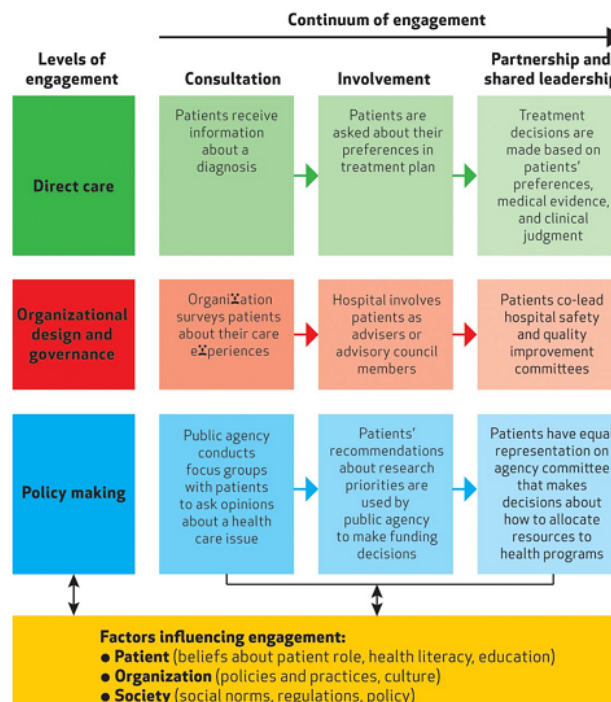 Continuum of engagement
Levels of
engagement
Consultation
Involvement
Partnership and
shared leadership
Direct care
Patients receive
information
about a
diagnosis
Patients are
asked about their
preferences in
treatment plan
Treatment
decisions are
made based on
patients’
preferences,
medical evidence,
and clinical
judgment
Organizational
design and
governance
surveys patients
about their care
Hospital involves
patients as
advisers or
advisory council
members
Patients co-lead
hospital safety
and quality
improvement
committees
Policy making
Public agency
conducts
focus groups
with patients
to ask opinions
about a health
care issue
Patients’
recommendations
about research
priorities are
used by
public agency
to make funding
decisions
Patients have equal
representation on
agency committee
that makes
decisions about
how to allocate
resources to
health programs
Factors influencing engagement:
● Patient (beliefs about patient role, health literacy, education)
● Organization (policies and practices, culture)
● Society (social norms, regulations, policy)